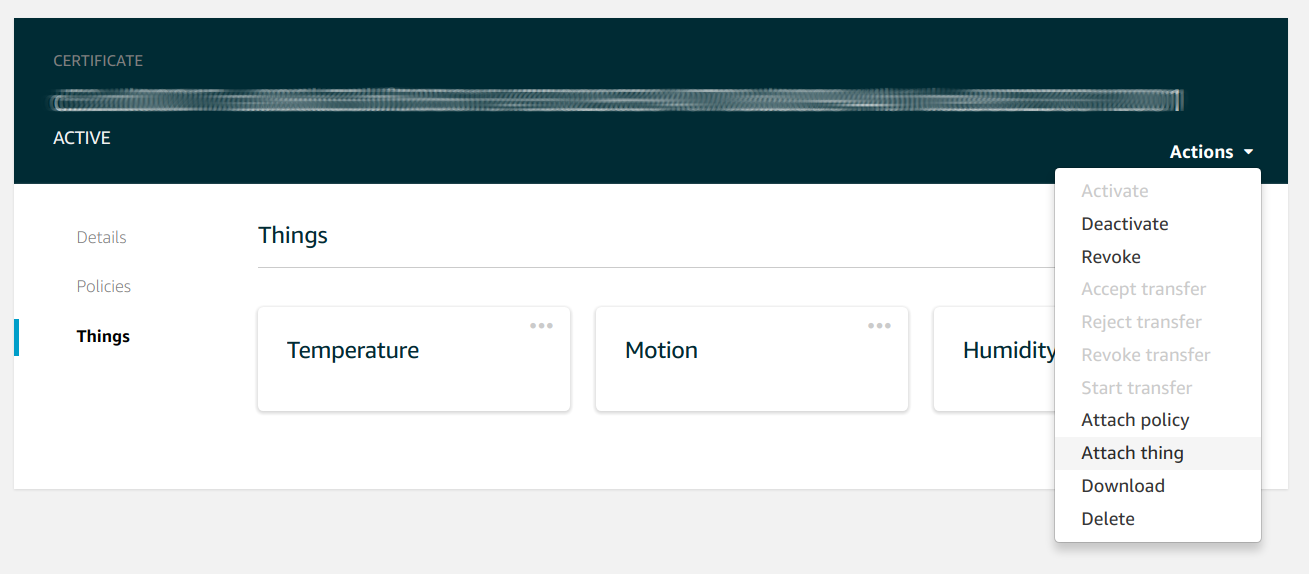 CERTIFICATE
ACTIVE
Actions
Activate
Deactivate
Revoke
Accept transfer
Reject transfer
Revoke transfer
Start transfer
Attach policy
Attach thing
Download
Delete
Details
Policies
Things
Things
Temperature
Motion
Humidity